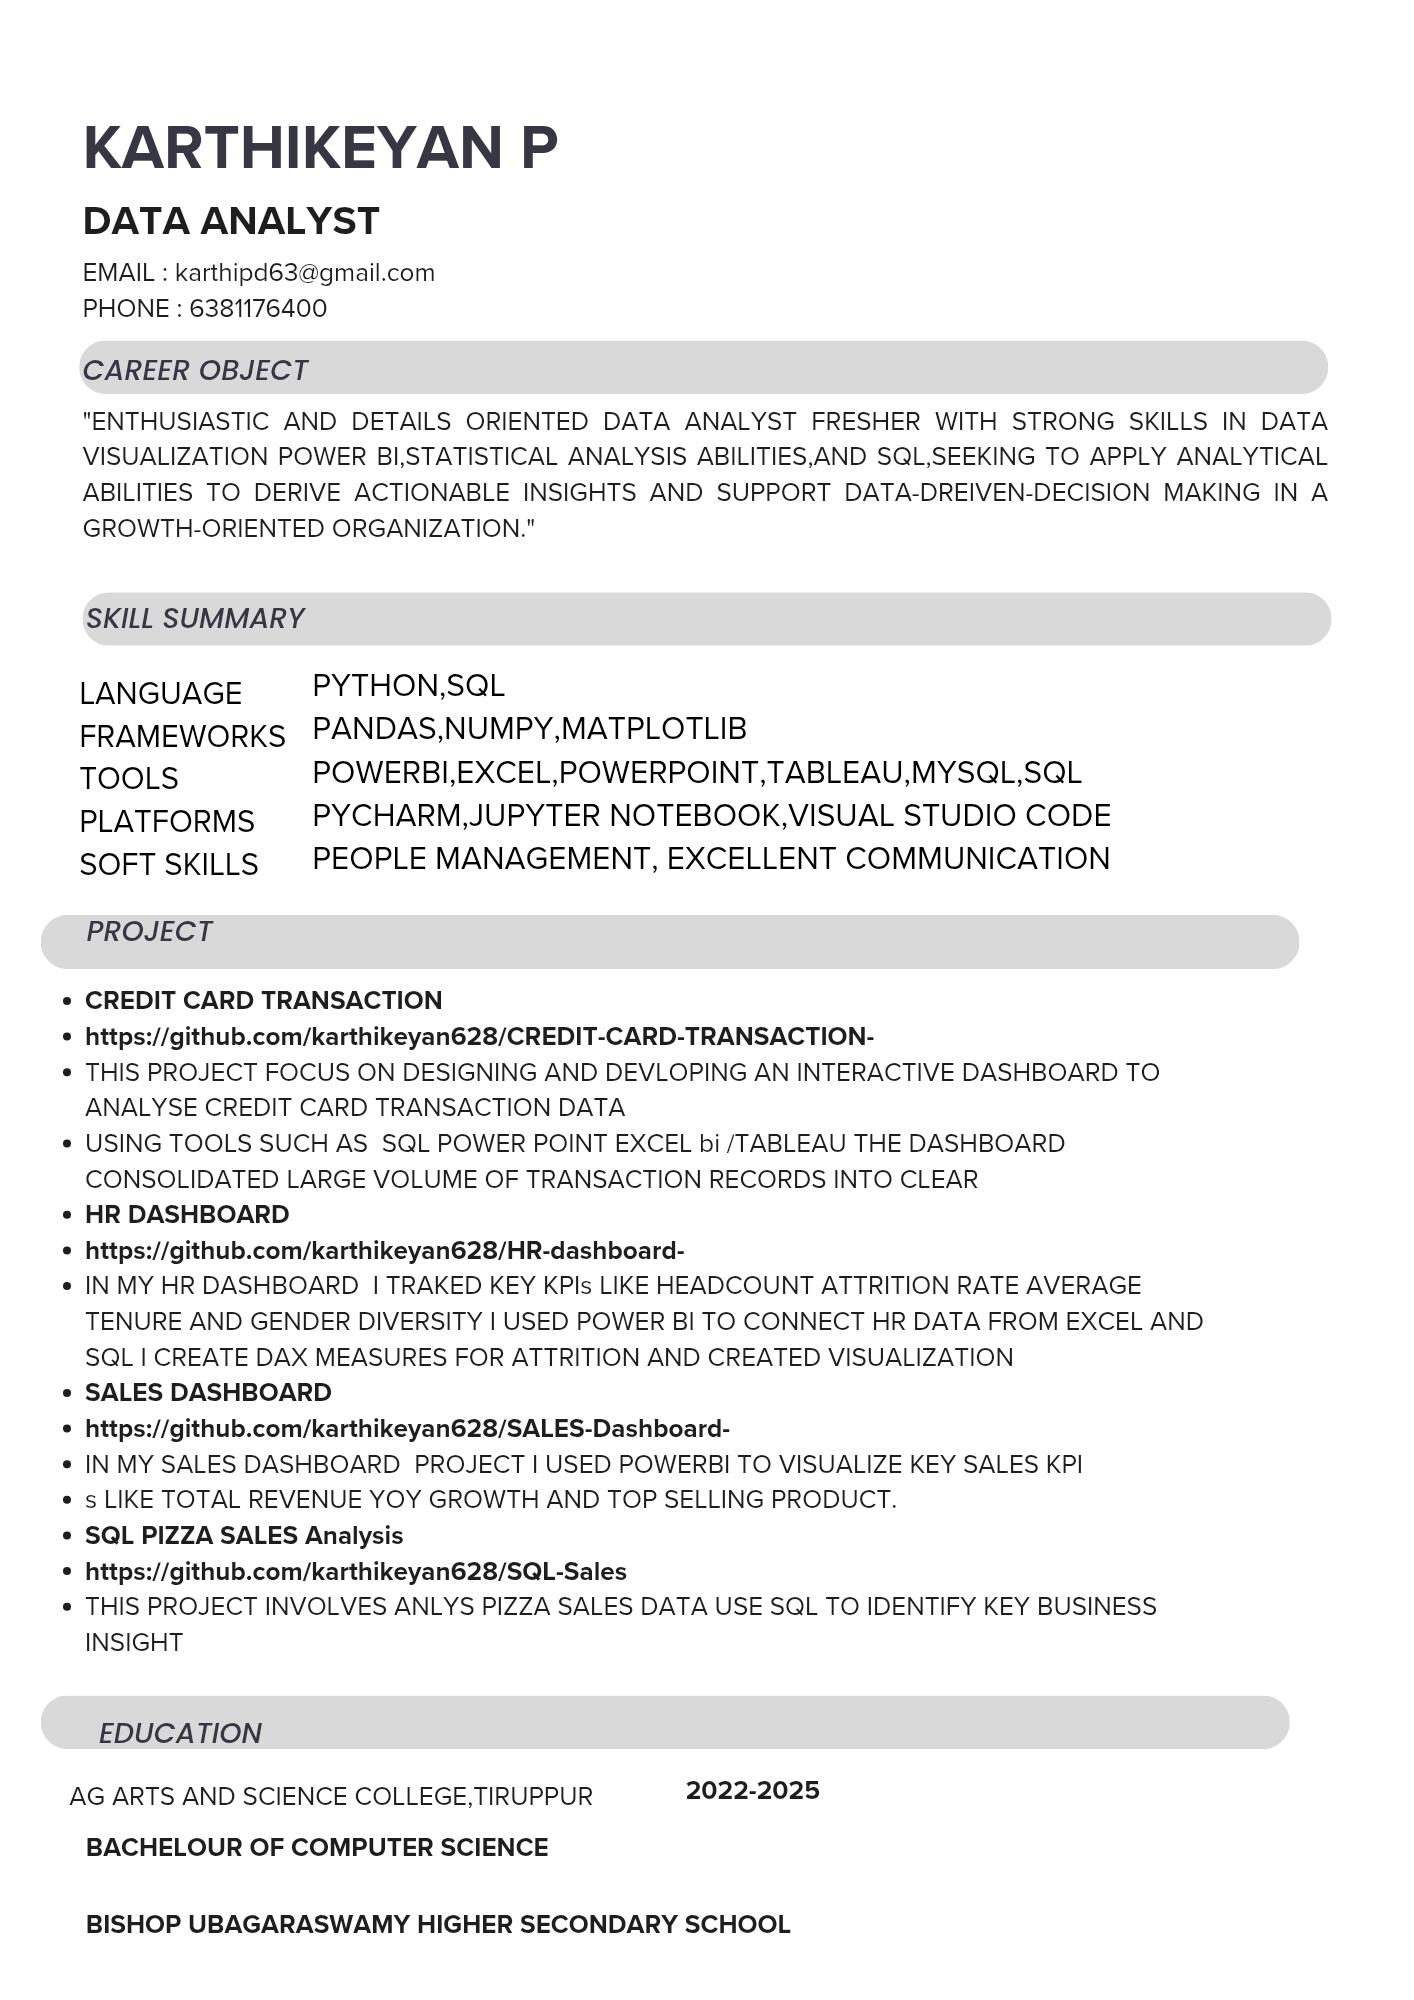 KARTHIKEYAN P
DATA ANALYST
EMAIL : karthipd63@gmail.com
PHONE : 6381176400
CAREER OBJECT
"ENTHUSIASTIC AND DETAILS ORIENTED DATA ANALYST FRESHER WITH STRONG SKILLS IN DATA
VISUALIZATION POWER BI,STATISTICAL ANALYSIS ABILITIES,AND SQL,SEEKING TO APPLY ANALYTICAL
ABILITIES TO DERIVE ACTIONABLE INSIGHTS AND SUPPORT DATA-DREIVEN-DECISION MAKING IN A
GROWTH-ORIENTED ORGANIZATION."
SKILL SUMMARY
LANGUAGE PYTHON,SQL
FRAMEWORKS PANDAS,NUMPY,MATPLOTLIB
TOOLS POWERBI,EXCEL,POWERPOINT,TABLEAU,MYSQL,SQL
PLATFORMS PYCHARM,JUPYTER NOTEBOOK,VISUAL STUDIO CODE
SOFT SKILLS PEOPLE MANAGEMENT, EXCELLENT COMMUNICATION
PROJECT
• CREDIT CARD TRANSACTION
• https://github.com/karthikeyan628/CREDIT-CARD-TRANSACTION-
• THIS PROJECT FOCUS ON DESIGNING AND DEVLOPING AN INTERACTIVE DASHBOARD TO
ANALYSE CREDIT CARD TRANSACTION DATA
• USING TOOLS SUCH AS  SQL POWER POINT EXCEL bi /TABLEAU THE DASHBOARD
CONSOLIDATED LARGE VOLUME OF TRANSACTION RECORDS INTO CLEAR
• HR DASHBOARD
• https://github.com/karthikeyan628/HR-dashboard-
• IN MY HR DASHBOARD  I TRAKED KEY KPIs LIKE HEADCOUNT ATTRITION RATE AVERAGE
TENURE AND GENDER DIVERSITY I USED POWER BI TO CONNECT HR DATA FROM EXCEL AND
SQL I CREATE DAX MEASURES FOR ATTRITION AND CREATED VISUALIZATION
• SALES DASHBOARD
• https://github.com/karthikeyan628/SALES-Dashboard-
• IN MY SALES DASHBOARD  PROJECT I USED POWERBI TO VISUALIZE KEY SALES KPI
• s LIKE TOTAL REVENUE YOY GROWTH AND TOP SELLING PRODUCT.
• SQL PIZZA SALES Analysis
• https://github.com/karthikeyan628/SQL-Sales
• THIS PROJECT INVOLVES ANLYS PIZZA SALES DATA USE SQL TO IDENTIFY KEY BUSINESS
INSIGHT
EDUCATION
AG ARTS AND SCIENCE COLLEGE,TIRUPPUR 2022-2025
BACHELOUR OF COMPUTER SCIENCE
BISHOP UBAGARASWAMY HIGHER SECONDARY SCHOOL